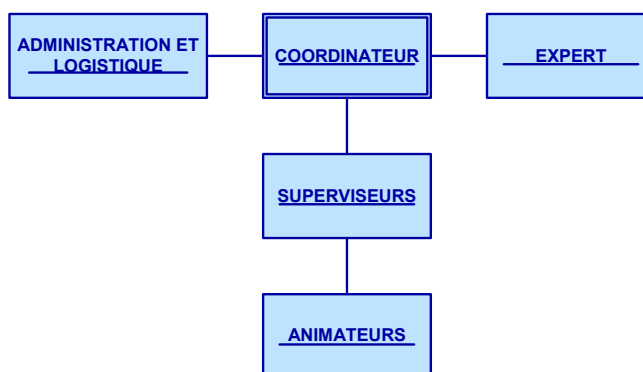 ADMINISTRATION ET
LOGISTIQUE
COORDINATEUR
EXPERT
SUPERVISEURS
ANIMATEURS